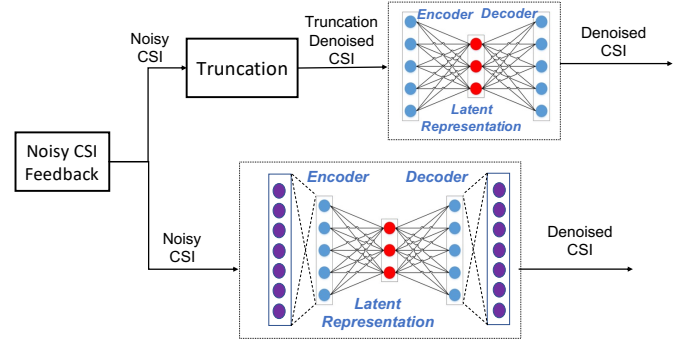 Noisy
CSI
Truncation
Truncation
Denoised
CSI
Encoder
Decoder
Latent
Representation
Denoised
CSI
Noisy CSI
Feedback
Noisy
CSI
Encoder
Decoder
Latent
Representation
Denoised
CSI